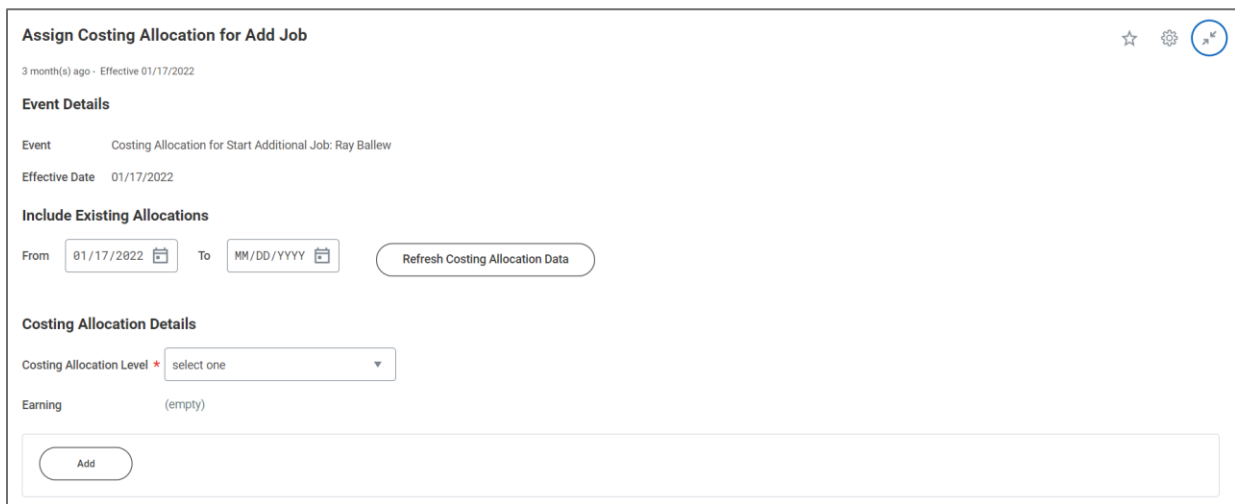 Assign Costing Allocation for Add Job
3 month(s) ago - Effective 01/17/2022
Event Details
Event Costing Allocation for Start Additional Job: Ray Ballew
Effective Date 01/17/2022
Include Existing Allocations
From 01/17/2022 To MM/DD/YYYY Refresh Costing Allocation Data
Costing Allocation Details
Costing Allocation Level * select one
Earning (empty)
Add